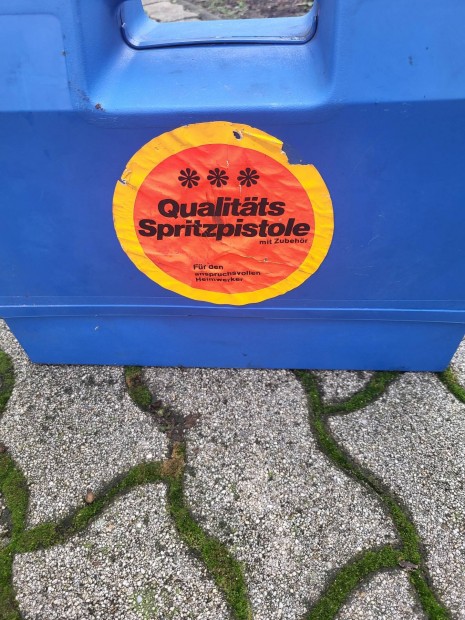 ***
Qualitäts
Spritzpistole
mit Zubehör
Für den
anspruchsvollen
Heimwerker